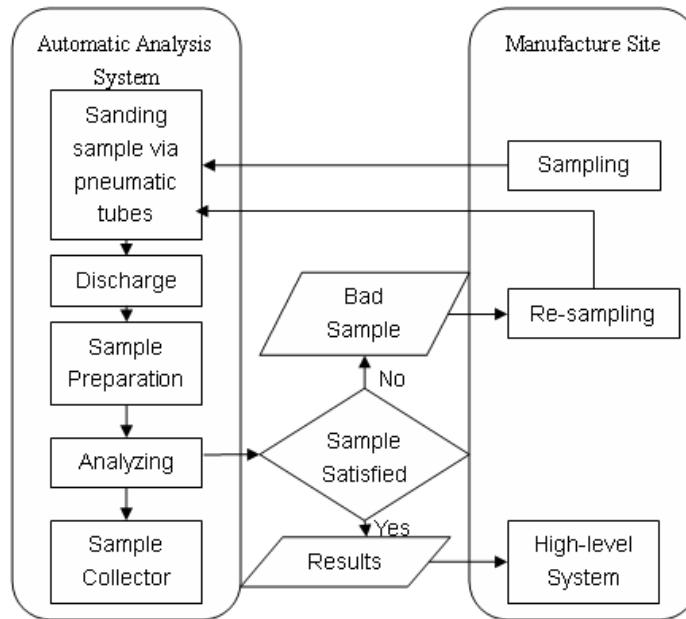 Automatic Analysis
System
Manufacture Site
Sanding
sample via
pneumatic
tubes
Sampling
Discharge
Bad
Sample
Re-sampling
Sample
Preparation
No
Analyzing
Sample
Satisfied
Yes
Sample
Collector
Results
High-level
System